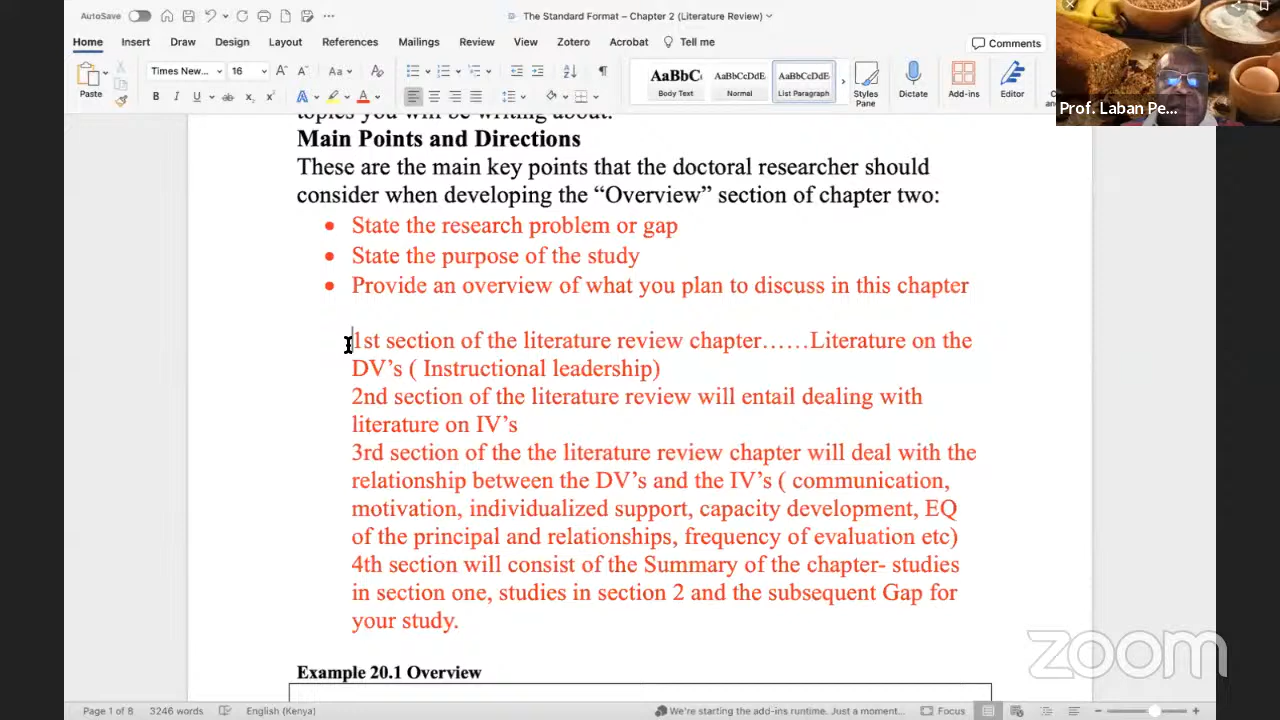 AutoSave
The Standard Format – Chapter 2 (Literature Review)
Home Insert Draw Design Layout References Mailings Review View Zotero Acrobat Tell me
Comments
Paste
Times New... 16
AaBbC AaBbCcDdE AaBbCcDdE
Body Text Normal List Paragraph
Styles Pane
Dictate
Add-ins
Editor
Prof. Laban Pe...
topics you will be writing about.
Main Points and Directions
These are the main key points that the doctoral researcher should
consider when developing the “Overview” section of chapter two:
• State the research problem or gap
• State the purpose of the study
• Provide an overview of what you plan to discuss in this chapter
1st section of the literature review chapter……Literature on the
DV’s ( Instructional leadership)
2nd section of the literature review will entail dealing with
literature on IV’s
3rd section of the the literature review chapter will deal with the
relationship between the DV’s and the IV’s ( communication,
motivation, individualized support, capacity development, EQ
of the principal and relationships, frequency of evaluation etc)
4th section will consist of the Summary of the chapter- studies
in section one, studies in section 2 and the subsequent Gap for
your study.
Example 20.1 Overview
zoom
Page 1 of 8 3246 words English (Kenya) We're starting the add-ins runtime. Just a moment... Focus